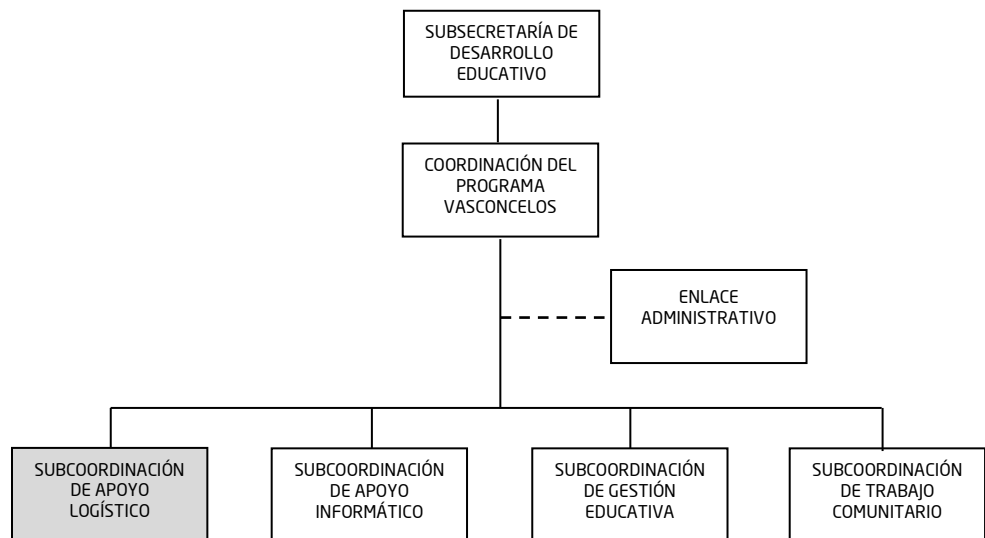 SUBSECRETARÍA DE
DESARROLLO
EDUCATIVO
COORDINACIÓN DEL
PROGRAMA
VASCONCELOS
ENLACE
ADMINISTRATIVO
SUBCOORDINACIÓN
DE APOYO
LOGÍSTICO
SUBCOORDINACIÓN
DE APOYO
INFORMÁTICO
SUBCOORDINACIÓN
DE GESTIÓN
EDUCATIVA
SUBCOORDINACIÓN
DE TRABAJO
COMUNITARIO